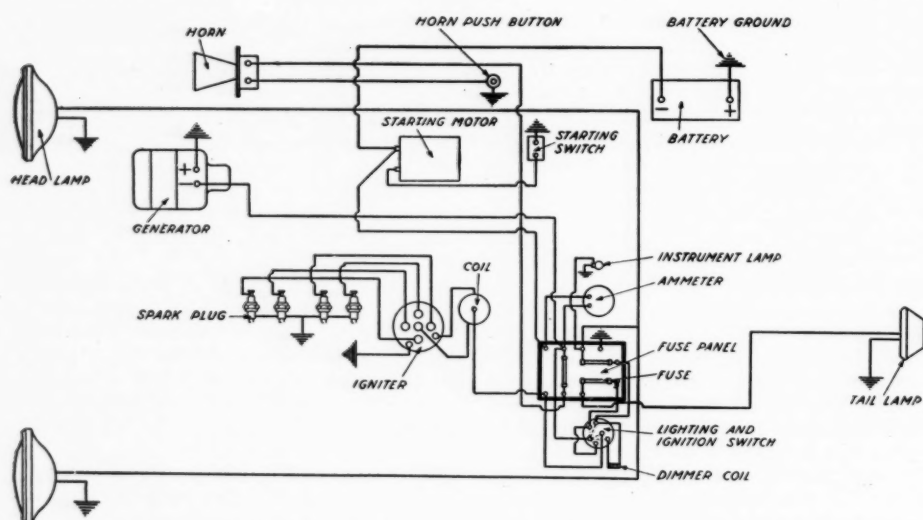 HORN
HORN PUSH BUTTON
BATTERY GROUND
STARTING MOTOR
STARTING
SWITCH
- +
BATTERY
HEAD LAMP
+
-
GENERATOR
COIL
INSTRUMENT LAMP
AMMETER
SPARK PLUG
IGNITER
FUSE PANEL
FUSE
TAIL LAMP
LIGHTING AND
IGNITION SWITCH
DIMMER COIL